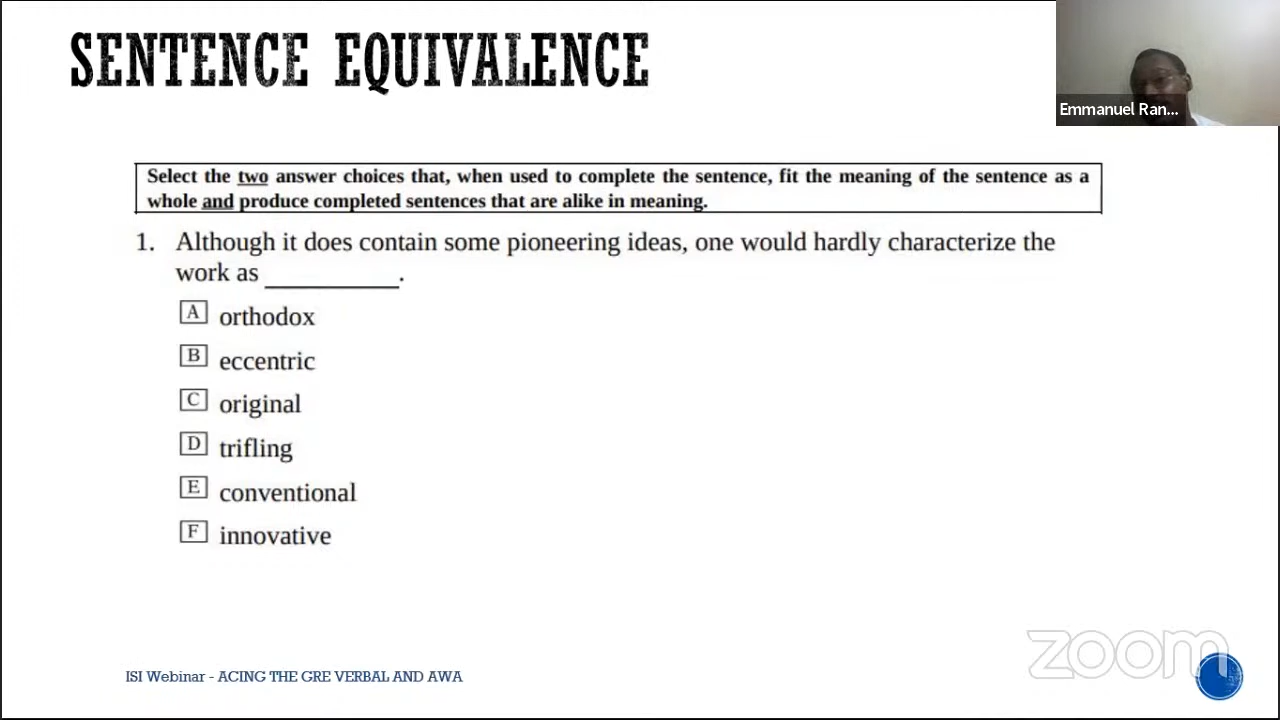 SENTENCE EQUIVALENCE
Emmanuel Ran...
Select the two answer choices that, when used to complete the sentence, fit the meaning of the sentence as a
whole and produce completed sentences that are alike in meaning.
1. Although it does contain some pioneering ideas, one would hardly characterize the
work as __________.
A orthodox
B eccentric
C original
D trifling
E conventional
F innovative
zoom
ISI Webinar - ACING THE GRE VERBAL AND AWA